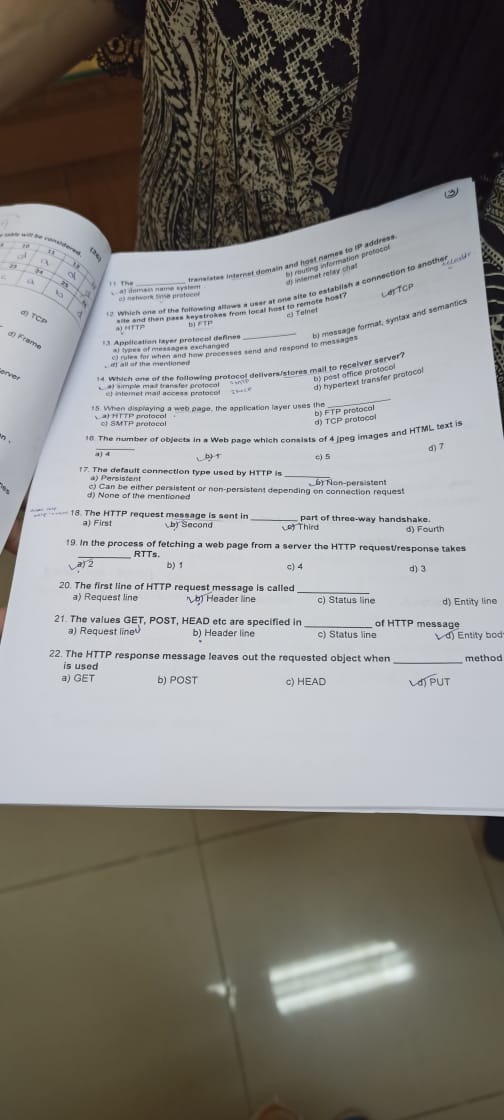 (3)
table will be considered.
10 11 12
d a d
23 24 25
a b d
d) TCP
d) Frame
11. The ________ translates internet domain and host names to IP address.
a) domain name system b) routing information protocol
c) network time protocol d) internet relay chat
12. Which one of the following allows a user at one site to establish a connection to another
site and then pass keystrokes from local host to remote host?
a) HTTP b) FTP c) Telnet d) TCP
13. Application layer protocol defines ________
a) types of messages exchanged b) message format, syntax and semantics
c) rules for when and how processes send and respond to messages
d) all of the mentioned
14. Which one of the following protocol delivers/stores mail to receiver server?
a) simple mail transfer protocol b) post office protocol
c) internet mail access protocol d) hypertext transfer protocol
15. When displaying a web page, the application layer uses the ________
a) HTTP protocol b) FTP protocol
c) SMTP protocol d) TCP protocol
16. The number of objects in a Web page which consists of 4 jpeg images and HTML text is
________
a) 4 b) 1 c) 5 d) 7
17. The default connection type used by HTTP is ________
a) Persistent b) Non-persistent
c) Can be either persistent or non-persistent depending on connection request
d) None of the mentioned
18. The HTTP request message is sent in ________ part of three-way handshake.
a) First b) Second c) Third d) Fourth
19. In the process of fetching a web page from a server the HTTP request/response takes
________ RTTs.
a) 2 b) 1 c) 4 d) 3
20. The first line of HTTP request message is called ________
a) Request line b) Header line c) Status line d) Entity line
21. The values GET, POST, HEAD etc are specified in ________ of HTTP message
a) Request line b) Header line c) Status line d) Entity bod
22. The HTTP response message leaves out the requested object when ________ method
is used
a) GET b) POST c) HEAD d) PUT